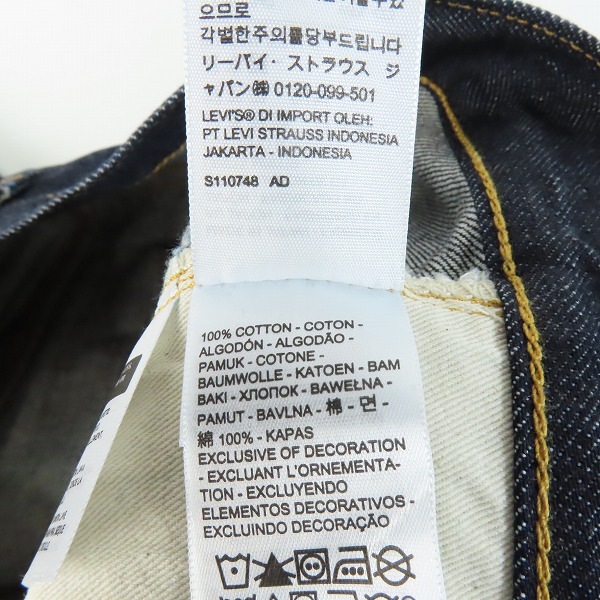 으므로
각별한주의를당부드립니다
リーバイ・ストラウス ジ
ャパン㈱ 0120-099-501
LEVI'S® DI IMPORT OLEH:
PT LEVI STRAUSS INDONESIA
JAKARTA - INDONESIA
S110748 AD
100% COTTON - COTON -
ALGODÓN - ALGODÃO -
PAMUK - COTONE -
BAUMWOLLE - KATOEN - BAM
BAKI - ХЛОПОК - BAWEŁNA -
PAMUT - BAVLNA - 棉 - 면 -
綿 100% - KAPAS
EXCLUSIVE OF DECORATION
- EXCLUANT L'ORNEMENTA-
TION - EXCLUYENDO
ELEMENTOS DECORATIVOS -
EXCLUINDO DECORAÇÃO